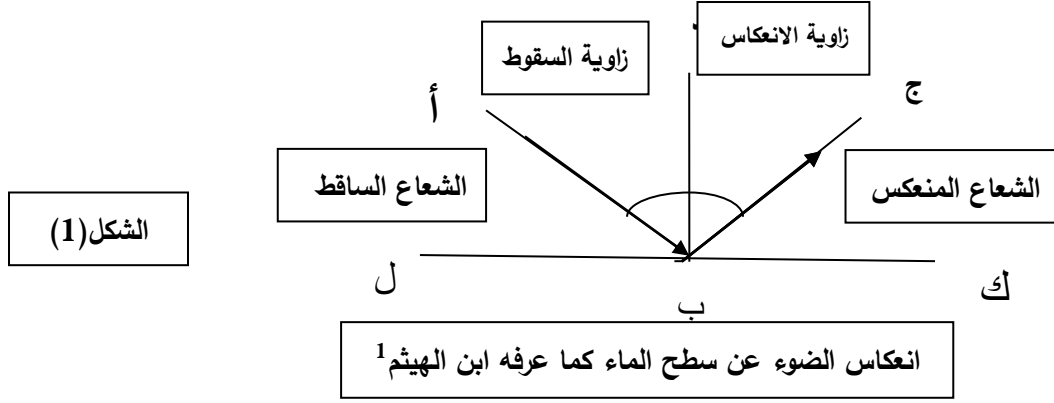 زاوية الانعكاس
زاوية السقوط
ج
أ
الشعاع المنعكس
الشعاع الساقط
الشكل(1)
ك
ل
ب
انعكاس الضوء عن سطح الماء كما عرفه ابن الهيثم1